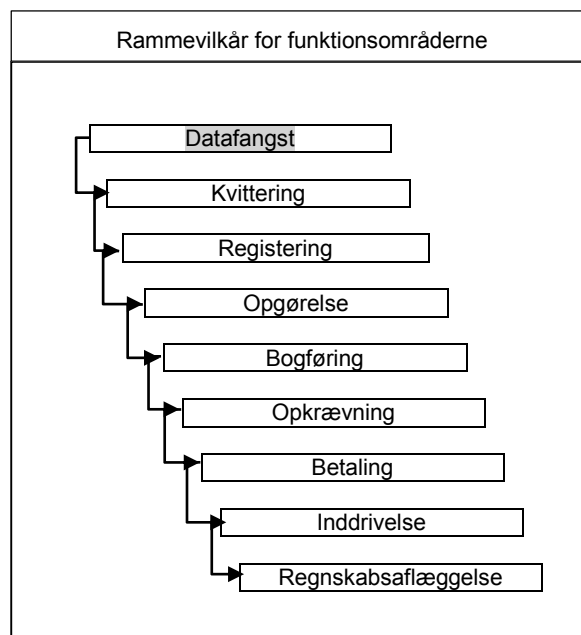 Rammevilkår for funktionsområderne
Datafangst
Kvittering
Registering
Opgørelse
Bogføring
Opkrævning
Betaling
Inddrivelse
Regnskabsaflæggelse